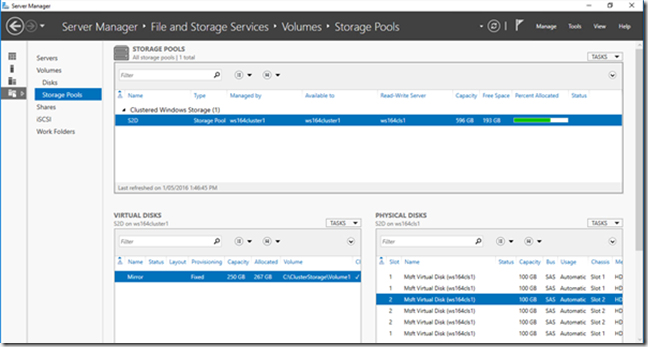 Server Manager
Server Manager ▸ File and Storage Services ▸ Volumes ▸ Storage Pools
Manage Tools View Help
Servers
Volumes
Disks
Storage Pools
Shares
iSCSI
Work Folders
STORAGE POOLS
All storage pools | 1 total
TASKS
Filter
Name Type Managed by Available to Read-Write Server Capacity Free Space Percent Allocated Status
Clustered Windows Storage (1)
S2D Storage Pool ws164cluster1 ws164cluster1 ws164cls1 596 GB 193 GB
Last refreshed on 1/05/2016 1:46:45 PM
VIRTUAL DISKS
S2D on ws164cluster1
TASKS
Filter
Name Status Layout Provisioning Capacity Allocated Volume
Mirror Fixed 250 GB 267 GB C:\ClusterStorage\Volume1
PHYSICAL DISKS
S2D on ws164cls1
TASKS
Filter
Slot Name Status Capacity Bus Usage Chassis
1 Msft Virtual Disk (ws164cls1) 100 GB SAS Automatic Slot 1 HD
1 Msft Virtual Disk (ws164cls1) 100 GB SAS Automatic Slot 1 HD
2 Msft Virtual Disk (ws164cls1) 100 GB SAS Automatic Slot 2 HD
2 Msft Virtual Disk (ws164cls1) 100 GB SAS Automatic Slot 2 HD
1 Msft Virtual Disk (ws164cls1) 100 GB SAS Automatic Slot 1 HD
1 Msft Virtual Disk (ws164cls1) 100 GB SAS Automatic Slot 1 HD